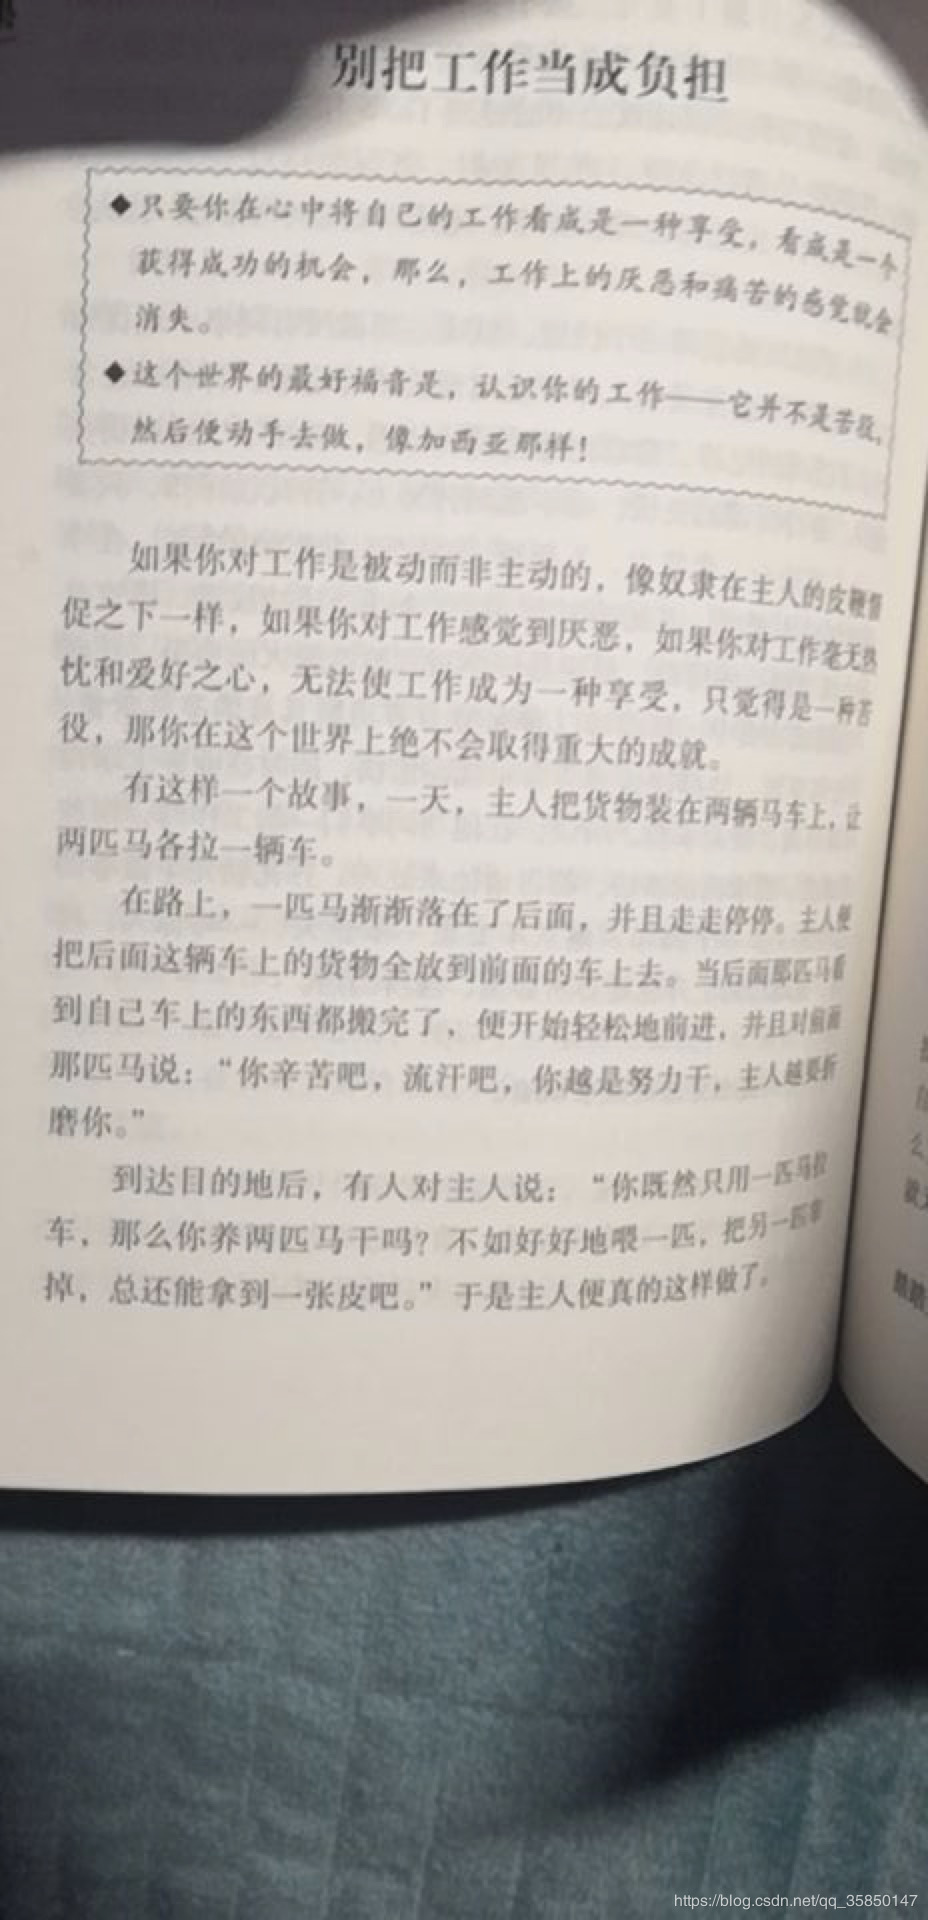 别把工作当成负担
◆只要你在心中将自己的工作看成是一种享受，看成是一个
获得成功的机会，那么，工作上的厌恶和痛苦的感觉就会
消失。
◆这个世界的最好福音是，认识你的工作——它并不是苦役，
然后便动手去做，像加西亚那样！
如果你对工作是被动而非主动的，像奴隶在主人的皮鞭督
促之下一样，如果你对工作感觉到厌恶，如果你对工作毫无热
忱和爱好之心，无法使工作成为一种享受，只觉得是一种苦
役，那你在这个世界上绝不会取得重大的成就。
有这样一个故事，一天，主人把货物装在两辆马车上，让
两匹马各拉一辆车。
在路上，一匹马渐渐落在了后面，并且走走停停。主人便
把后面这辆车上的货物全放到前面的车上去。当后面那匹马看
到自己车上的东西都搬完了，便开始轻松地前进，并且对前面
那匹马说：“你辛苦吧，流汗吧，你越是努力干，主人越要折
磨你。”
到达目的地后，有人对主人说：“你既然只用一匹马拉
车，那么你养两匹马干吗？不如好好地喂一匹，把另一匹宰
掉，总还能拿到一张皮吧。”于是主人便真的这样做了。
https://blog.csdn.net/qq_35850147